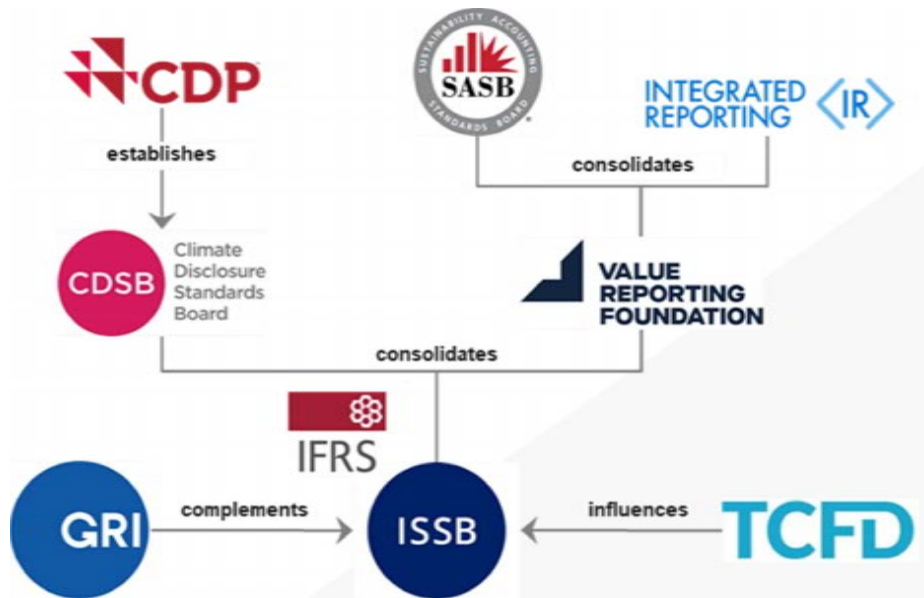 CDP
establishes
CDSB
Climate
Disclosure
Standards
Board
SUSTAINABILITY ACCOUNTING
SASB
STANDARDS BOARD
INTEGRATED
REPORTING
<IR>
consolidates
VALUE
REPORTING
FOUNDATION
consolidates
IFRS
GRI
complements
ISSB
influences
TCFD